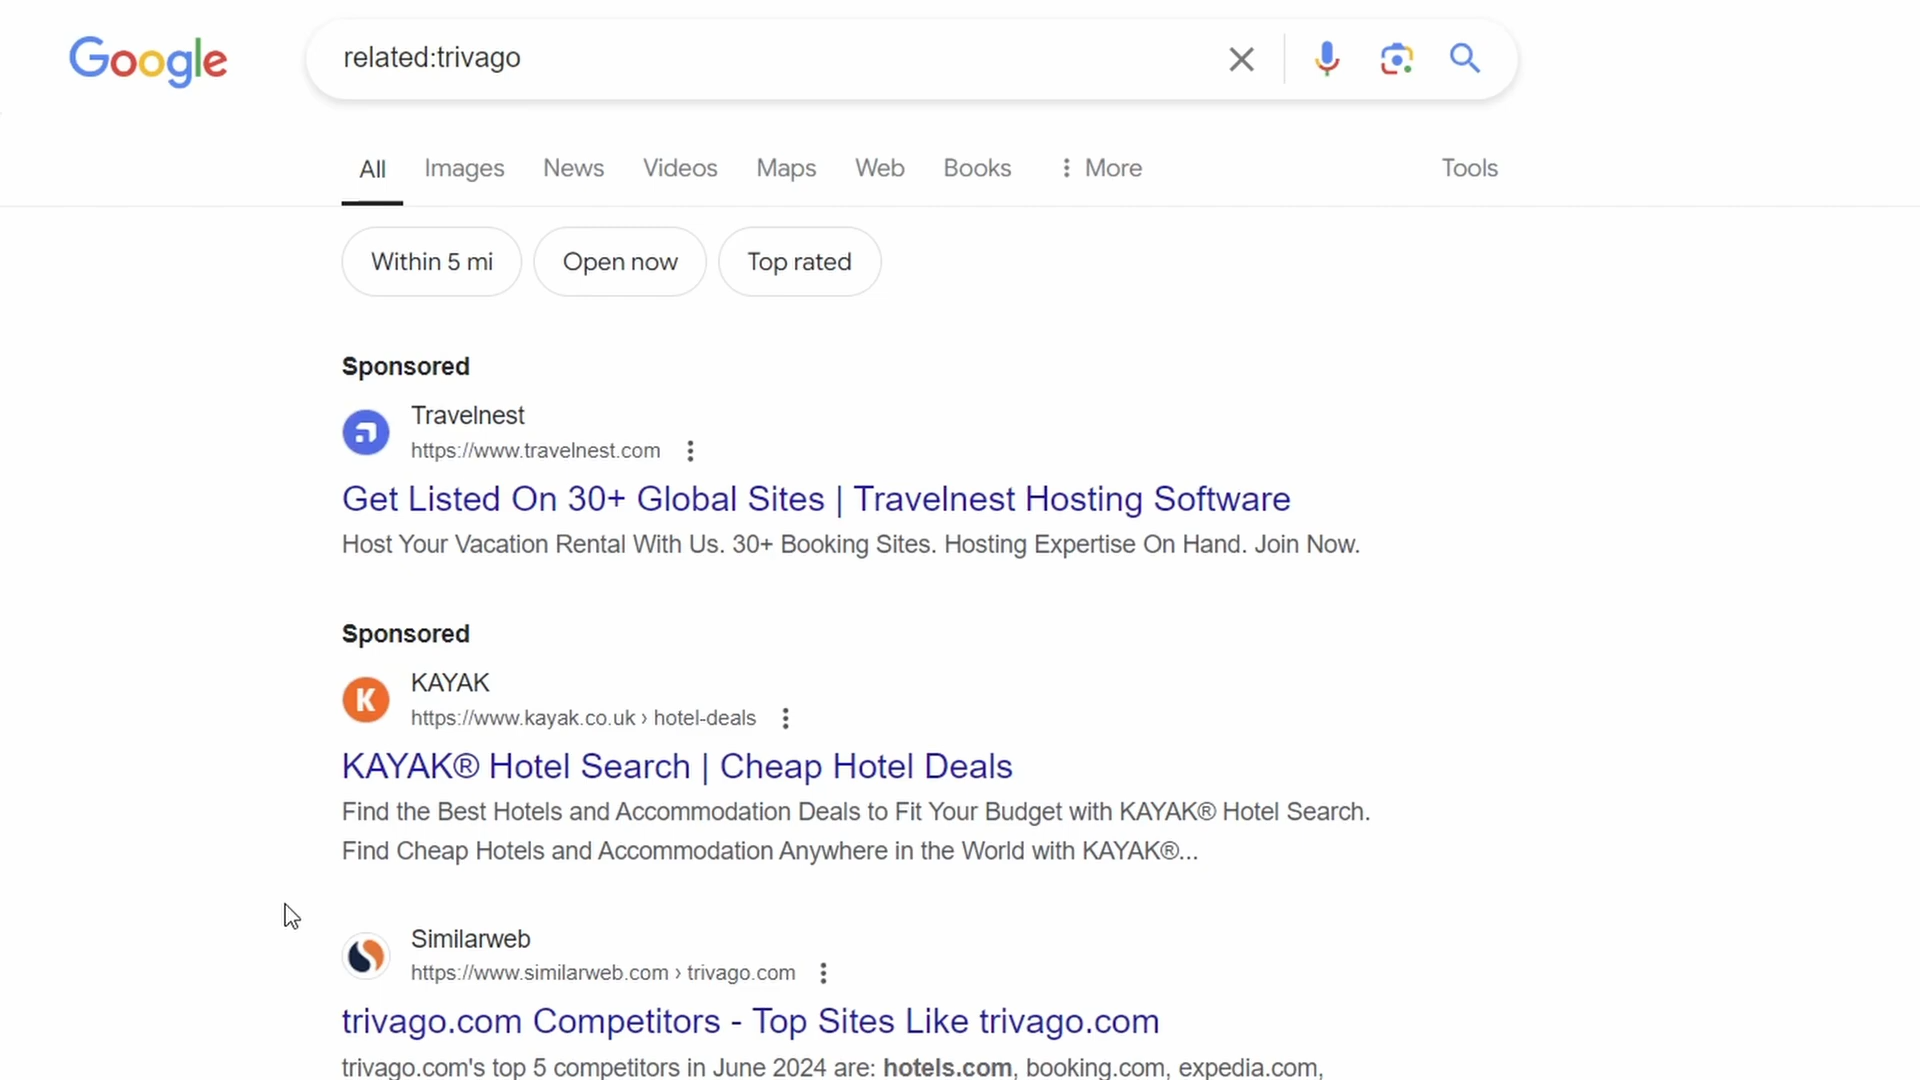 Google
related:trivago
All Images News Videos Maps Web Books More Tools
Within 5 mi Open now Top rated
Sponsored
Travelnest
https://www.travelnest.com
Get Listed On 30+ Global Sites | Travelnest Hosting Software
Host Your Vacation Rental With Us. 30+ Booking Sites. Hosting Expertise On Hand. Join Now.
Sponsored
K
KAYAK
https://www.kayak.co.uk › hotel-deals
KAYAK® Hotel Search | Cheap Hotel Deals
Find the Best Hotels and Accommodation Deals to Fit Your Budget with KAYAK® Hotel Search.
Find Cheap Hotels and Accommodation Anywhere in the World with KAYAK®...
Similarweb
https://www.similarweb.com › trivago.com
trivago.com Competitors - Top Sites Like trivago.com
trivago.com's top 5 competitors in June 2024 are: hotels.com, booking.com, expedia.com,